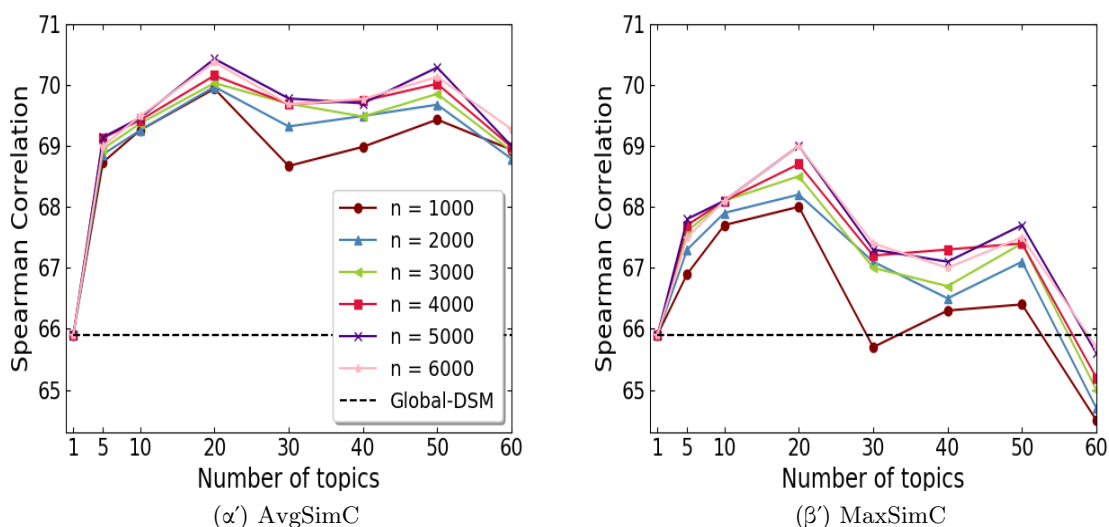 71
70
69
68
67
66
65
Spearman Correlation
n = 1000
n = 2000
n = 3000
n = 4000
n = 5000
n = 6000
Global-DSM
1 5 10 20 30 40 50 60
Number of topics
(α′) AvgSimC
71
70
69
68
67
66
65
Spearman Correlation
1 5 10 20 30 40 50 60
Number of topics
(β′) MaxSimC